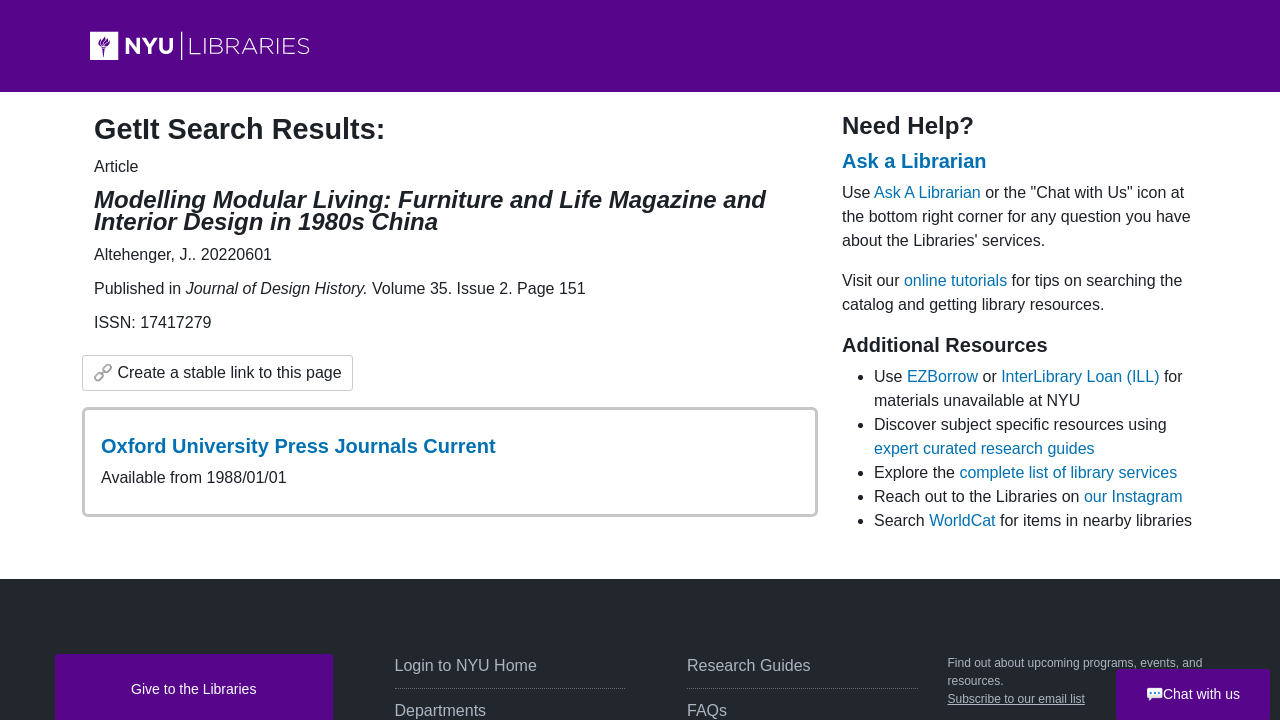 NYU LIBRARIES
GetIt Search Results:
Article
Modelling Modular Living: Furniture and Life Magazine and
Interior Design in 1980s China
Altehenger, J.. 20220601
Published in Journal of Design History. Volume 35. Issue 2. Page 151
ISSN: 17417279
Create a stable link to this page
Oxford University Press Journals Current
Available from 1988/01/01
Need Help?
Ask a Librarian
Use Ask A Librarian or the "Chat with Us" icon at
the bottom right corner for any question you have
about the Libraries' services.
Visit our online tutorials for tips on searching the
catalog and getting library resources.
Additional Resources
Use EZBorrow or InterLibrary Loan (ILL) for
materials unavailable at NYU
Discover subject specific resources using
expert curated research guides
Explore the complete list of library services
Reach out to the Libraries on our Instagram
Search WorldCat for items in nearby libraries
Give to the Libraries
Login to NYU Home
Departments
Research Guides
FAQs
Find out about upcoming programs, events, and
resources.
Subscribe to our email list
Chat with us